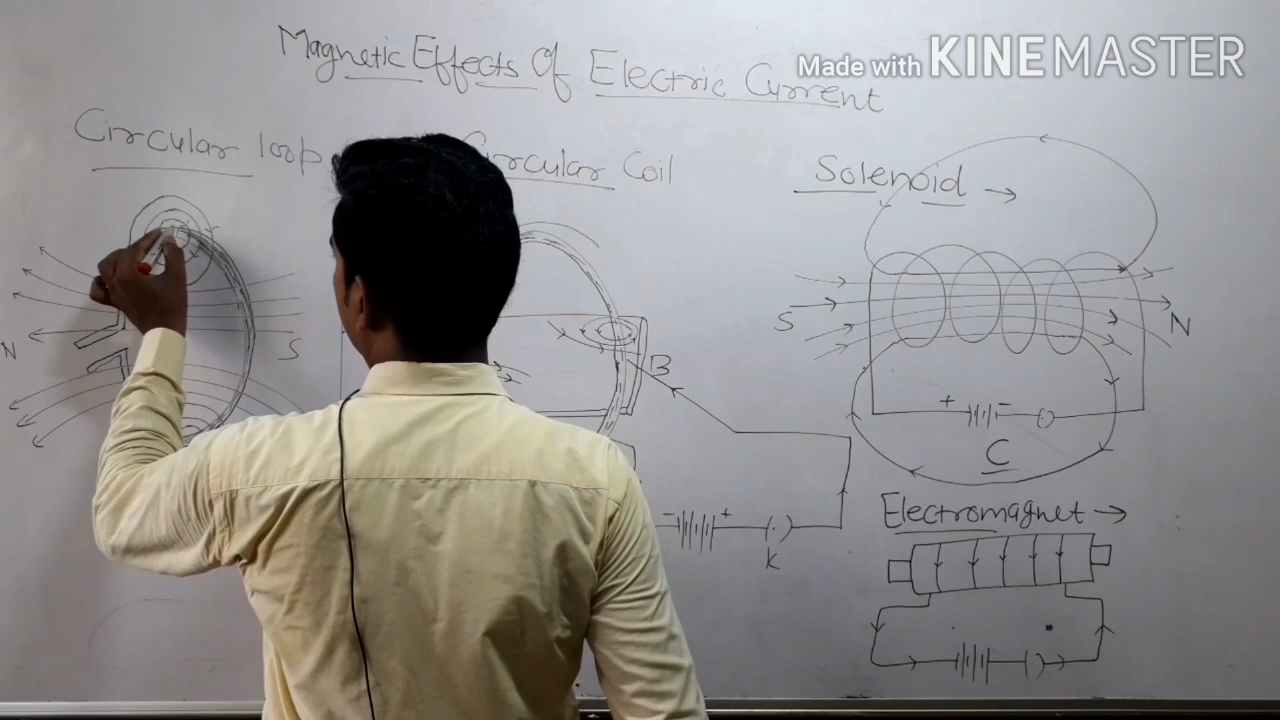 Magnetic Effects Of Electric Current
Made with KINEMASTER
Circular loop
Circular Coil
Solenoid →
N
S
B
S
N
+
-
C
-
+
K
Electromagnet →